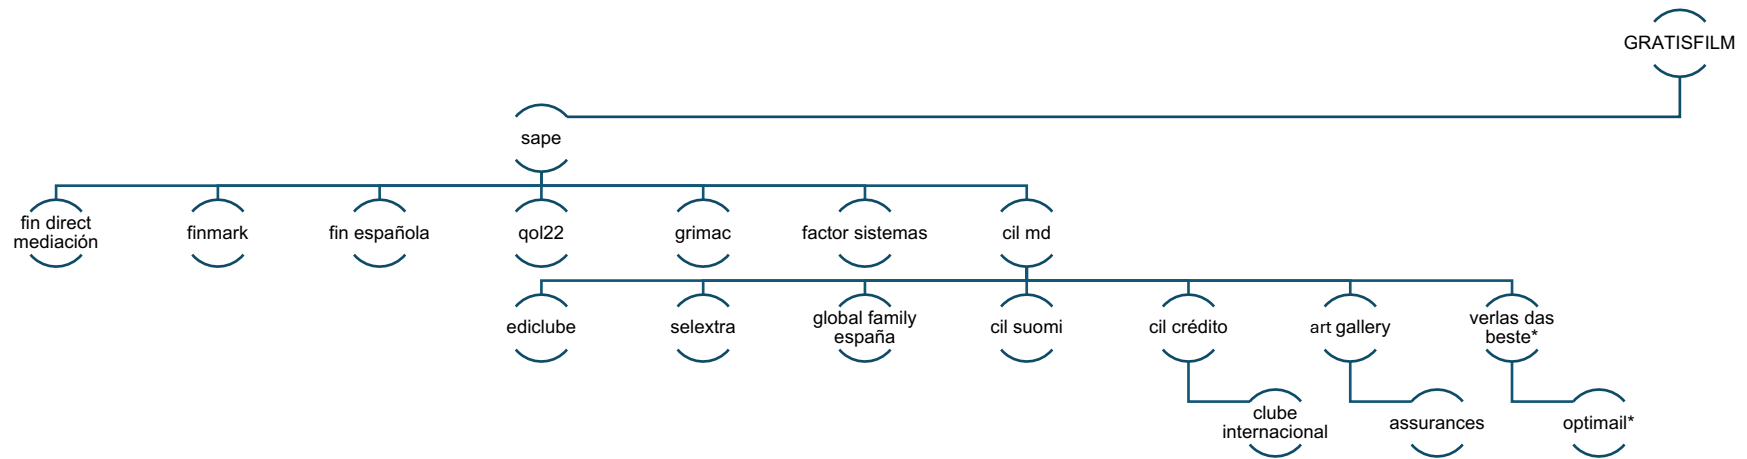 GRATISFILM
sape
fin direct
mediación
finmark
fin española
qol22
grimac
factor sistemas
cil md
ediclube
selextra
global family
españa
cil suomi
cil crédito
art gallery
verlas das
beste*
clube
internacional
assurances
optimail*